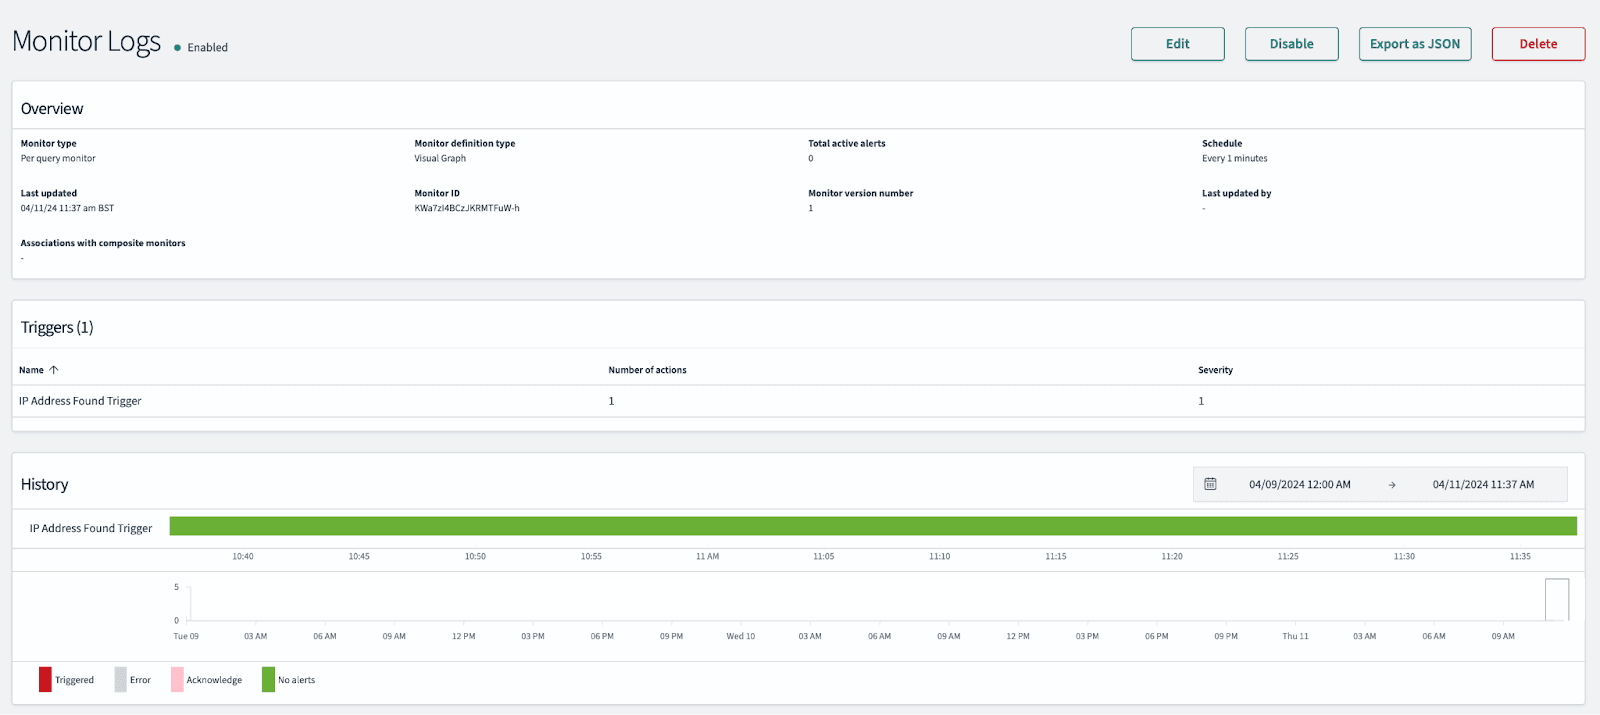 Monitor Logs Enabled Edit Disable Export as JSON Delete
Overview
Monitor type Monitor definition type Total active alerts Schedule
Per query monitor Visual Graph 0 Every 1 minutes
Last updated Monitor ID Monitor version number Last updated by
04/11/24 11:37 am BST KWa7zI4BCzJKRMTFuW-h 1 -
Associations with composite monitors
-
Triggers (1)
Name Number of actions Severity
IP Address Found Trigger 1 1
History 04/09/2024 12:00 AM → 04/11/2024 11:37 AM
IP Address Found Trigger
10:40 10:45 10:50 10:55 11 AM 11:05 11:10 11:15 11:20 11:25 11:30 11:35
5
0
Tue 09 03 AM 06 AM 09 AM 12 PM 03 PM 06 PM 09 PM Wed 10 03 AM 06 AM 09 AM 12 PM 03 PM 06 PM 09 PM Thu 11 03 AM 06 AM 09 AM
Triggered Error Acknowledge No alerts